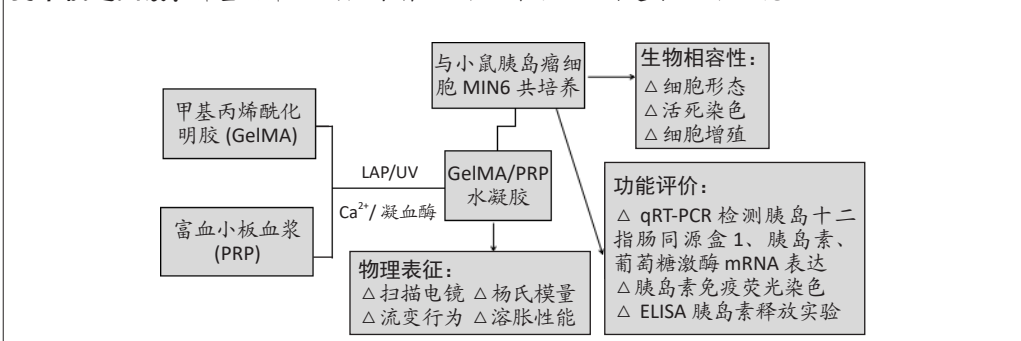 与小鼠胰岛瘤细
胞 MIN6 共培养
生物相容性：
△细胞形态
△活死染色
△细胞增殖
甲基丙烯酰化
明胶 (GelMA)
LAP/UV
Ca²⁺/ 凝血酶
GelMA/PRP
水凝胶
富血小板血浆
(PRP)
物理表征：
△扫描电镜 △杨氏模量
△流变行为 △溶胀性能
功能评价：
△ qRT-PCR 检测胰岛十二
指肠同源盒 1、胰岛素、
葡萄糖激酶 mRNA 表达
△胰岛素免疫荧光染色
△ ELISA 胰岛素释放实验